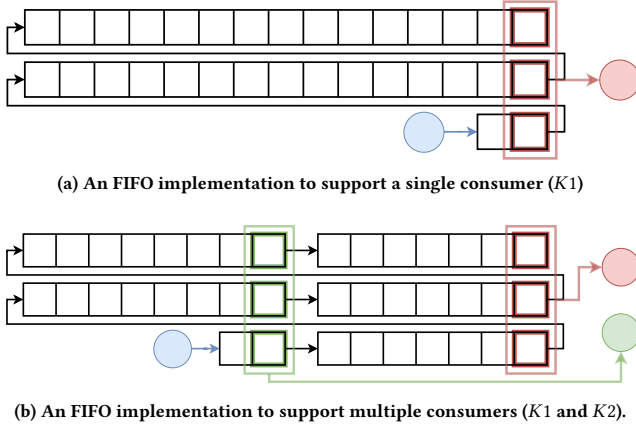 (a) An FIFO implementation to support a single consumer (K1)
(b) An FIFO implementation to support multiple consumers (K1 and K2).